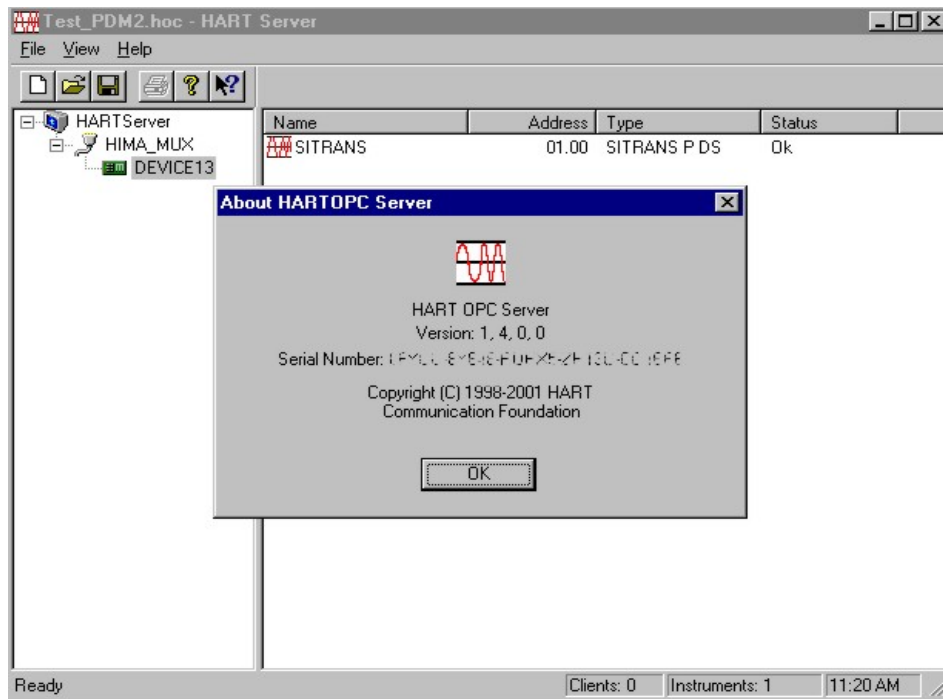 Test_PDM2.hoc - HART Server
File View Help
HARTServer
HIMA_MUX
DEVICE13
Name Address Type Status
SITRANS 01.00 SITRANS P DS Ok
About HARTOPC Server
HART OPC Server
Version: 1, 4, 0, 0
Serial Number:
Copyright (C) 1998-2001 HART
Communication Foundation
OK
Ready Clients: 0 Instruments: 1 11:20 AM